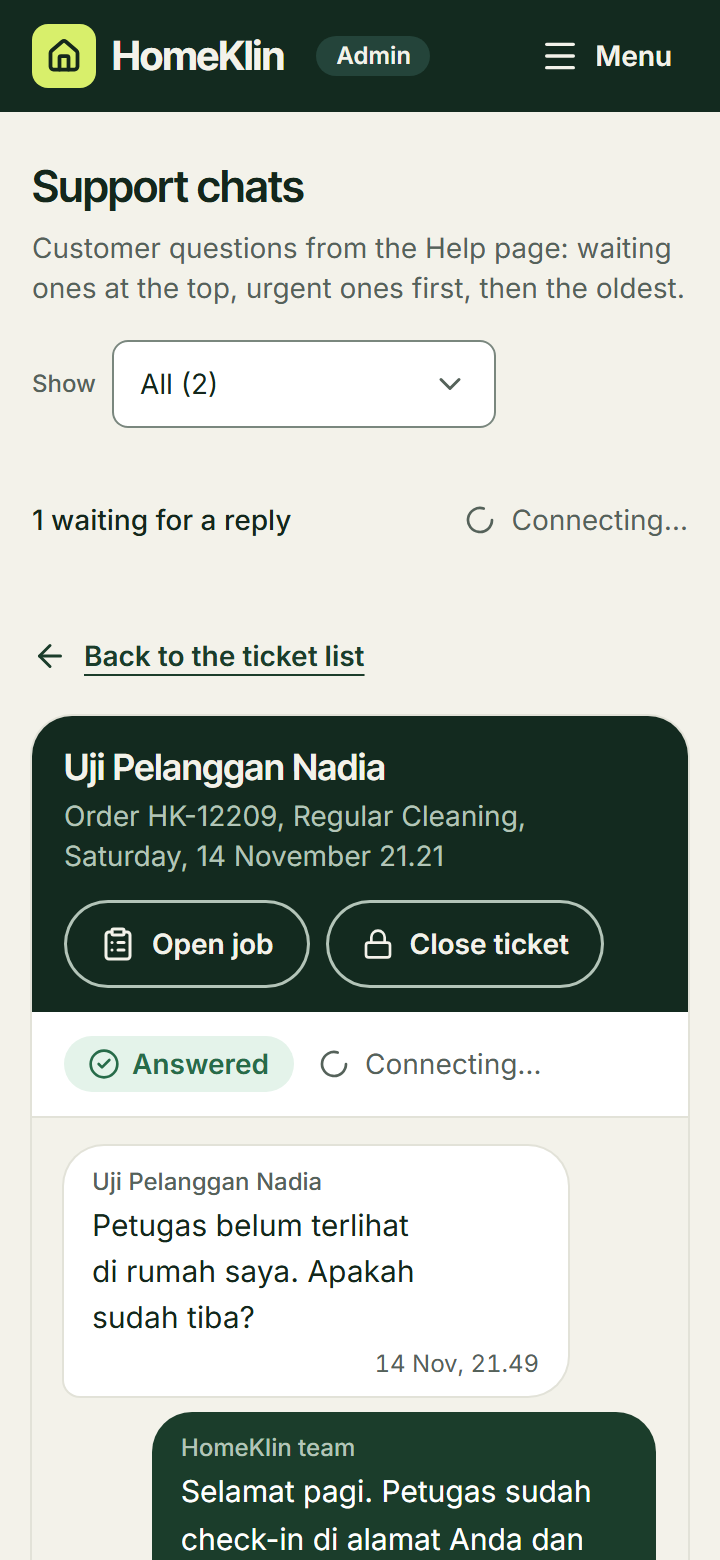 HomeKlin
Admin
Menu
Support chats
Customer questions from the Help page: waiting
ones at the top, urgent ones first, then the oldest.
Show
All (2)
1 waiting for a reply
Connecting...
Back to the ticket list
Uji Pelanggan Nadia
Order HK-12209, Regular Cleaning,
Saturday, 14 November 21.21
Open job
Close ticket
Answered
Connecting...
Uji Pelanggan Nadia
Petugas belum terlihat
di rumah saya. Apakah
sudah tiba?
14 Nov, 21.49
HomeKlin team
Selamat pagi. Petugas sudah
check-in di alamat Anda dan